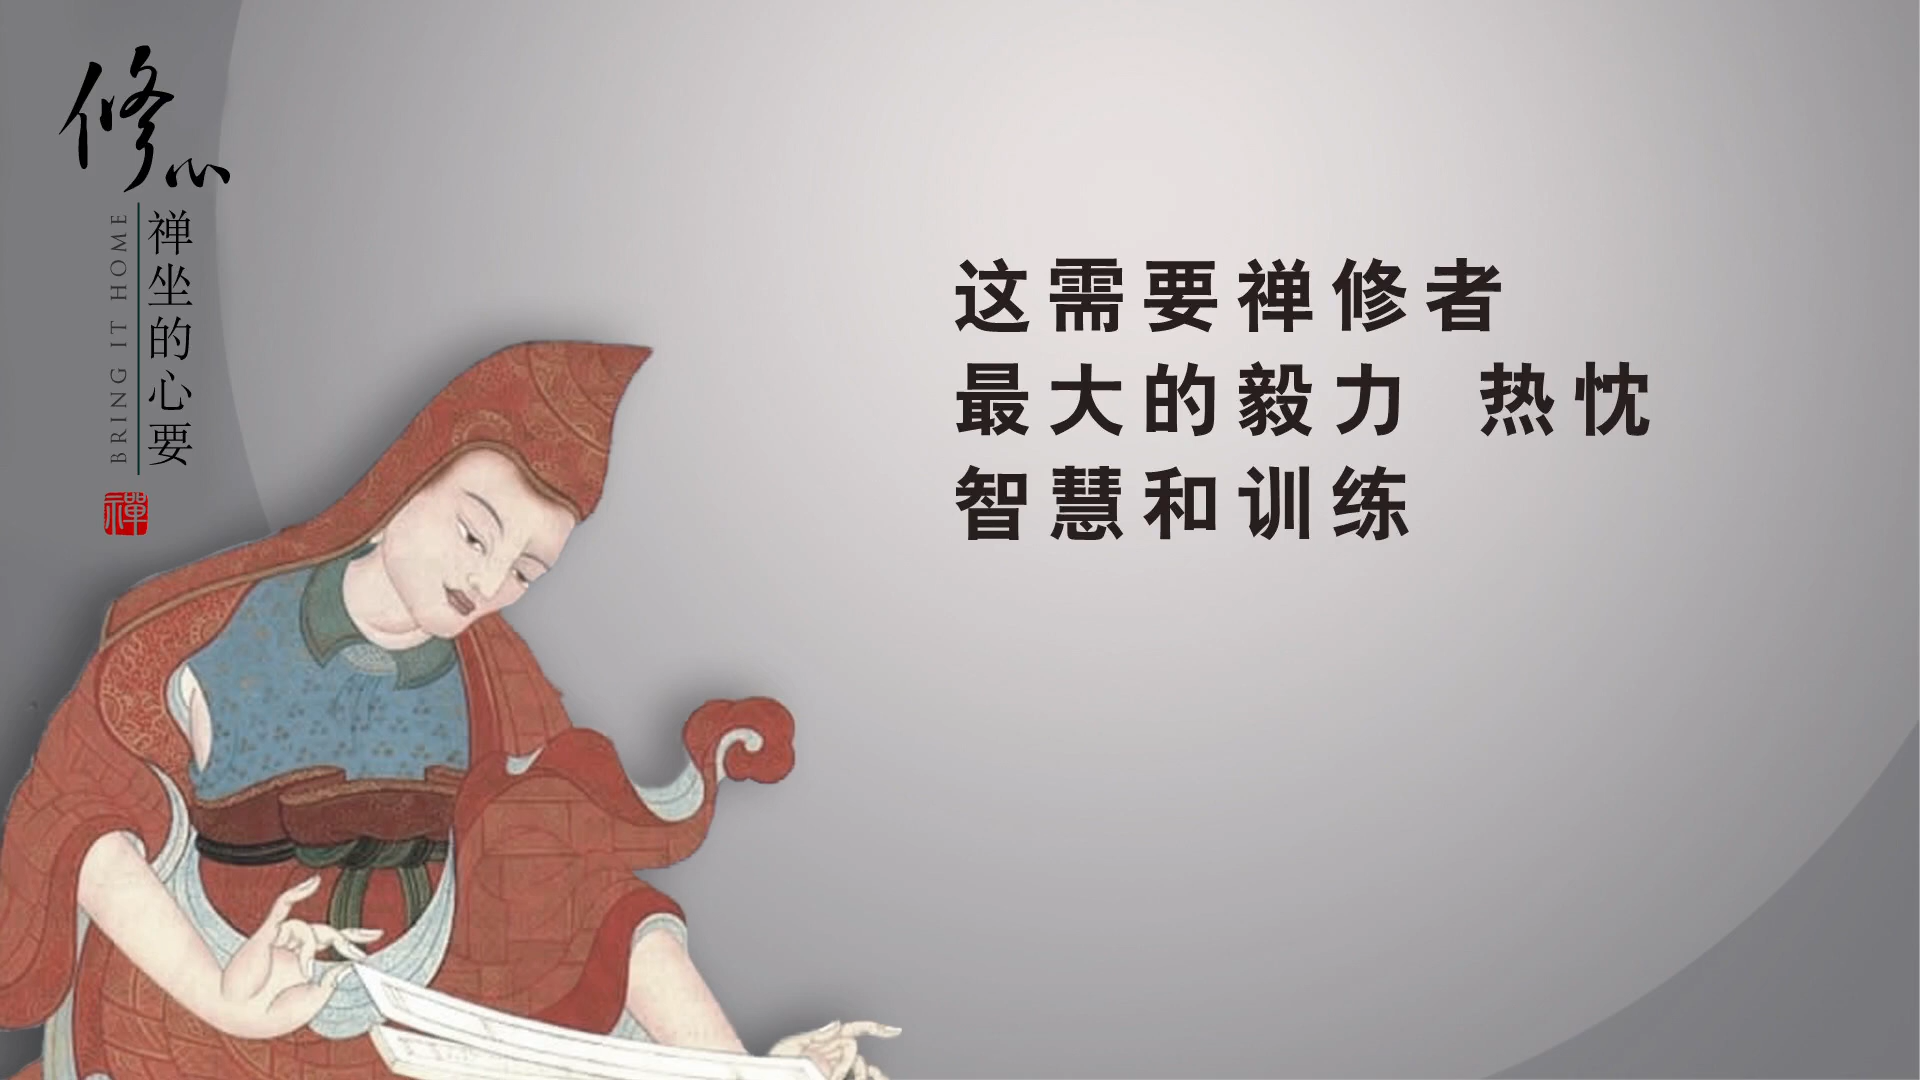 修心
禅坐的心要
BRING IT HOME
禪
这需要禅修者
最大的毅力 热忱
智慧和训练